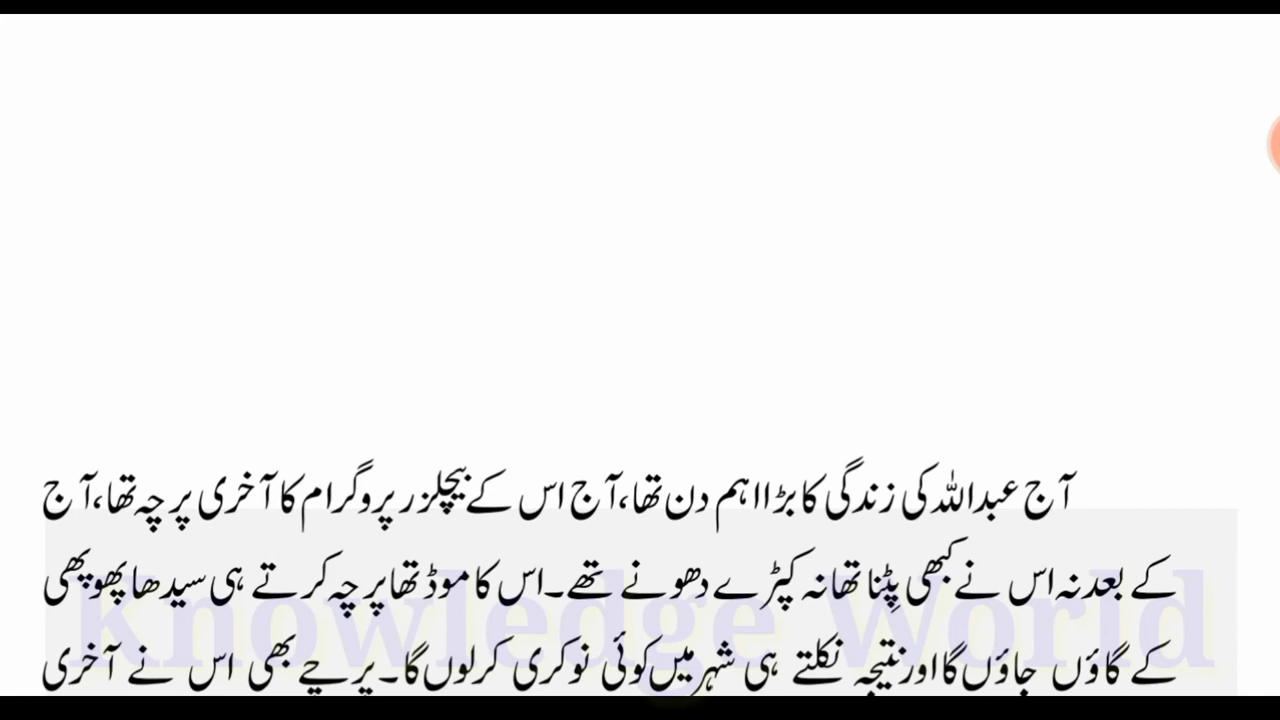 آج عبداللہ کی زندگی کا بڑا اہم دن تھا، آج اس کے بیچلرز پروگرام کا آخری پرچہ تھا، آج
کے بعد نہ اس نے کبھی پِٹنا تھا نہ کپڑے دھونے تھے۔ اس کا موڈ تھا پرچہ کرتے ہی سیدھا پھوپھی
کے گاؤں جاؤں گا اور نتیجہ نکلتے ہی شہر میں کوئی نوکری کرلوں گا۔ پرچے بھی اس نے آخری
Knowledge World